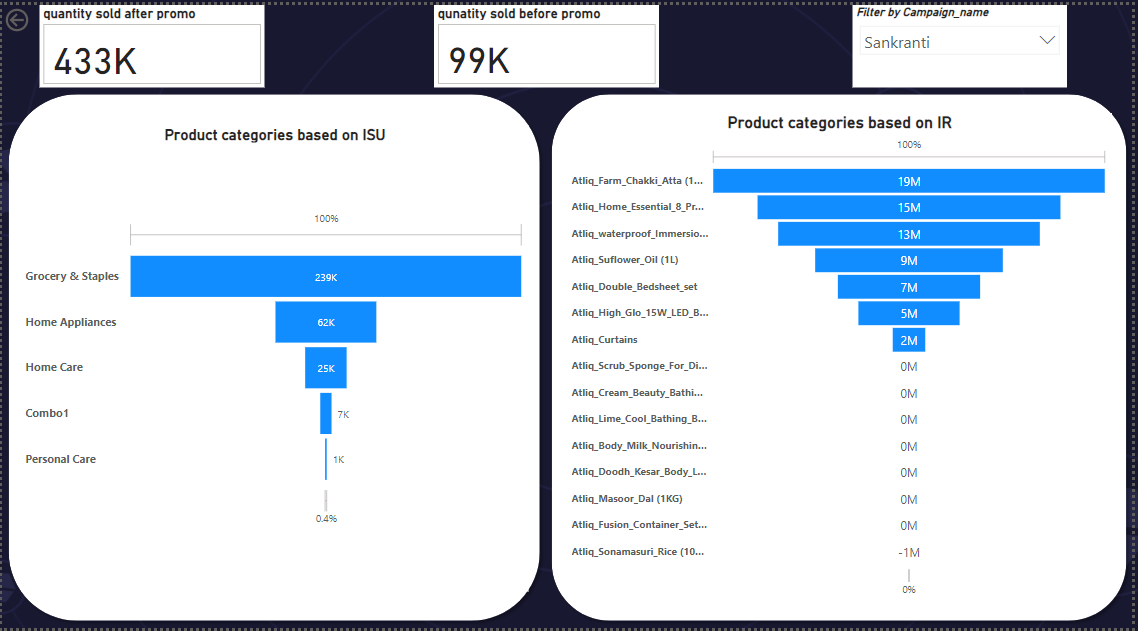 quantity sold after promo
433K
qunatity sold before promo
99K
Filter by Campaign_name
Sankranti
Product categories based on ISU
100%
Grocery & Staples 239K
Home Appliances 62K
Home Care 25K
Combo1 7K
Personal Care 1K
0.4%
Product categories based on IR
100%
Atliq_Farm_Chakki_Atta (1... 19M
Atliq_Home_Essential_8_Pr... 15M
Atliq_waterproof_Immersio... 13M
Atliq_Suflower_Oil (1L) 9M
Atliq_Double_Bedsheet_set 7M
Atliq_High_Glo_15W_LED_B... 5M
Atliq_Curtains 2M
Atliq_Scrub_Sponge_For_Di... 0M
Atliq_Cream_Beauty_Bathi... 0M
Atliq_Lime_Cool_Bathing_B... 0M
Atliq_Body_Milk_Nourishin... 0M
Atliq_Doodh_Kesar_Body_L... 0M
Atliq_Masoor_Dal (1KG) 0M
Atliq_Fusion_Container_Set... 0M
Atliq_Sonamasuri_Rice (10... -1M
0%